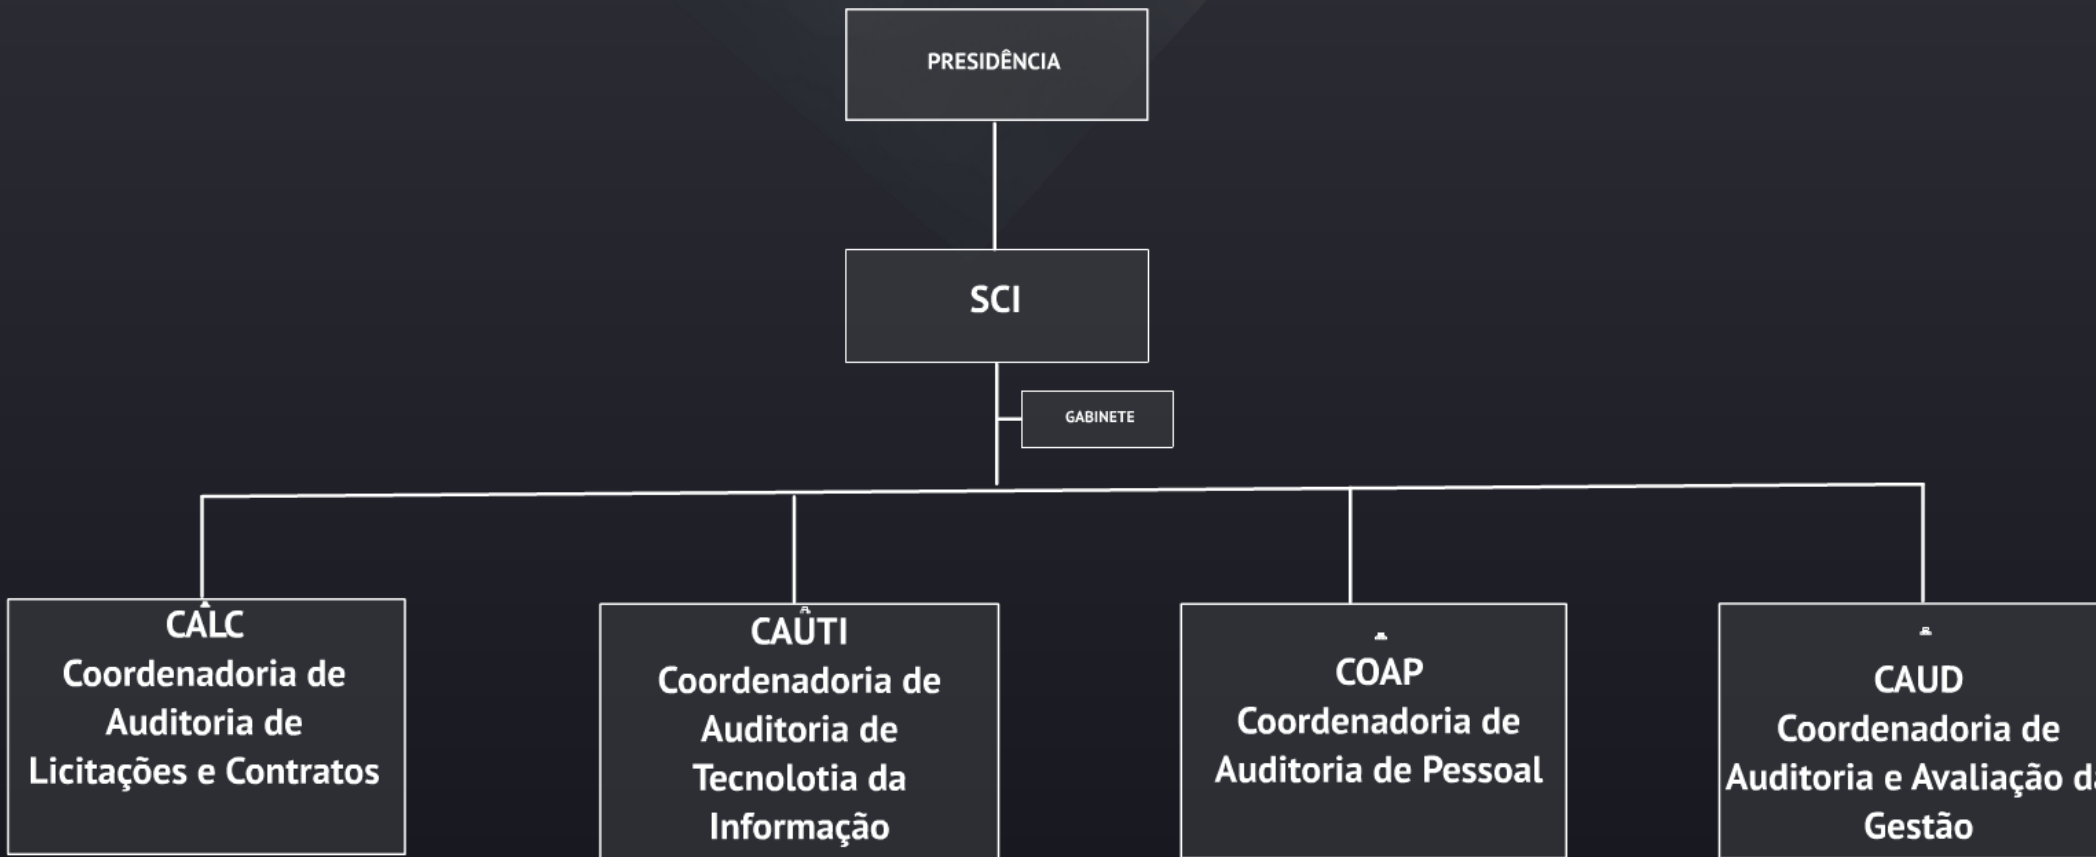 PRESIDÊNCIA
SCI
GABINETE
CALC
Coordenadoria de
Auditoria de
Licitações e Contratos
CAUTI
Coordenadoria de
Auditoria de
Tecnolotia da
Informação
COAP
Coordenadoria de
Auditoria de Pessoal
CAUD
Coordenadoria de
Auditoria e Avaliação
Gestão